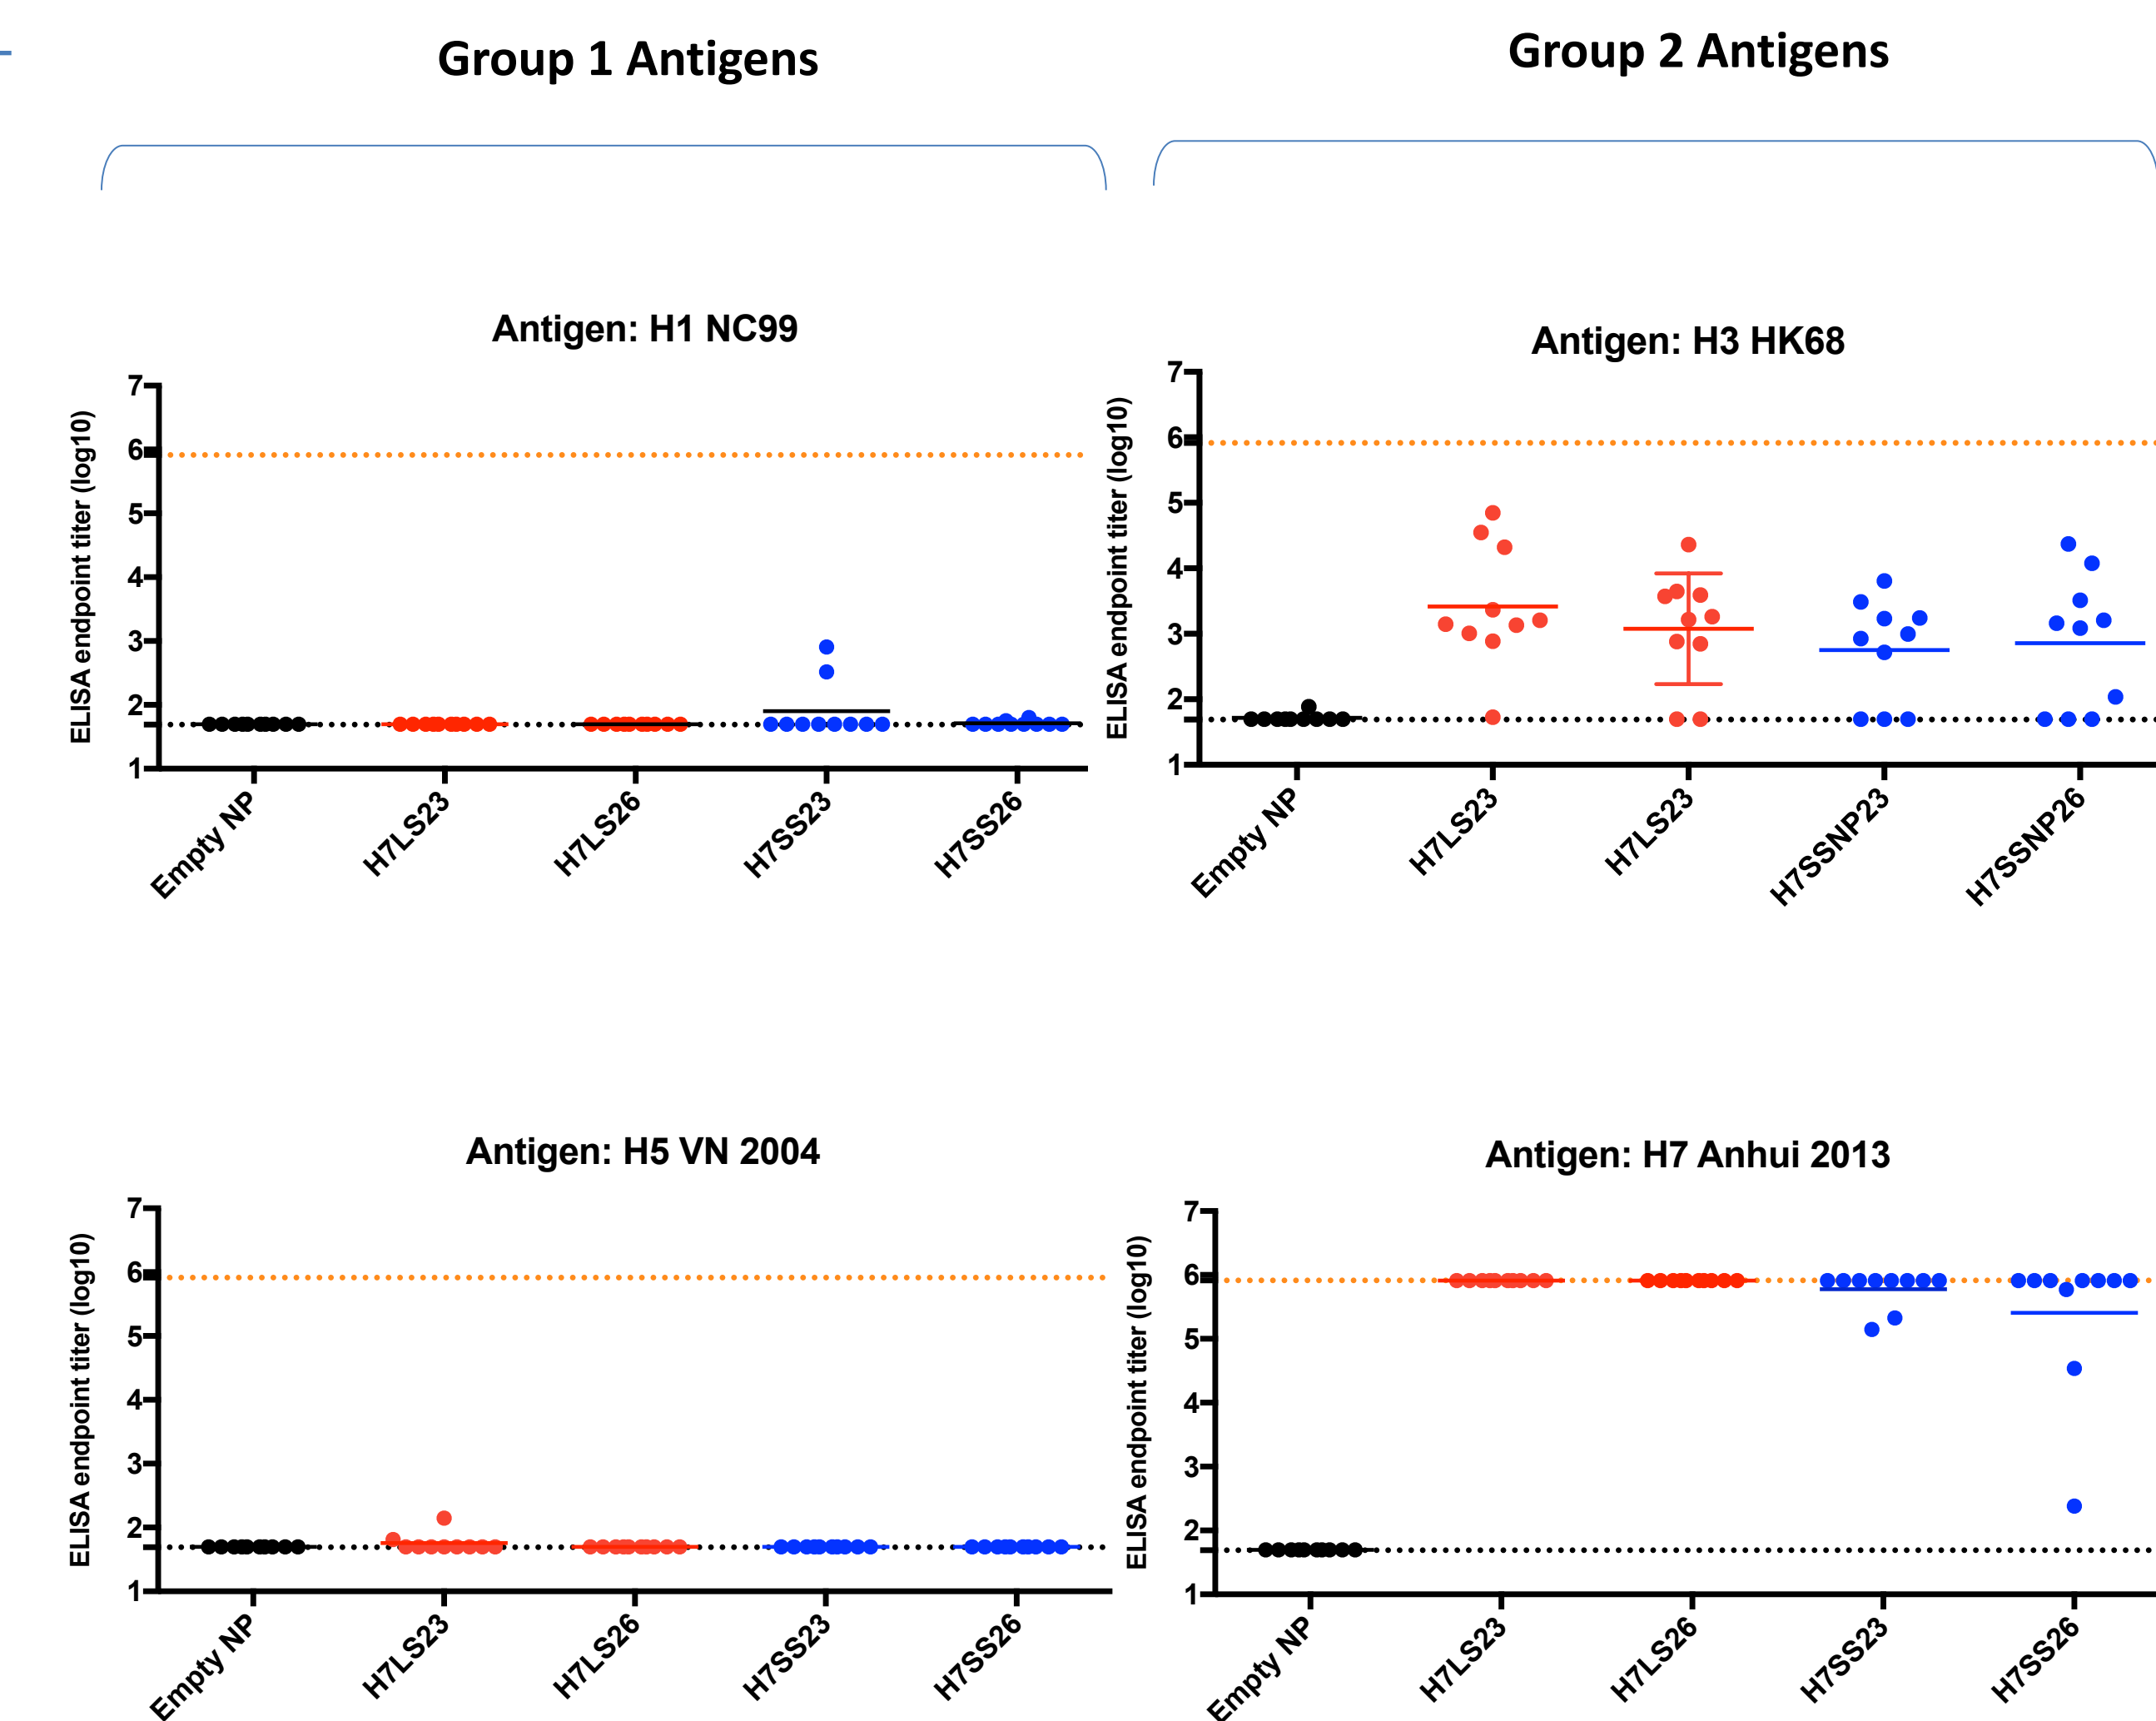 Group 1 Antigens
Group 2 Antigens
Antigen: H1 NC99
ELISA endpoint titer (log10)
7
6
5
4
3
2
1
Empty NP
H7LS23
H7LS26
H7SS23
H7SS26
Antigen: H3 HK68
ELISA endpoint titer (log10)
7
6
5
4
3
2
1
Empty NP
H7LS23
H7LS23
H7SSNP23
H7SSNP26
Antigen: H5 VN 2004
ELISA endpoint titer (log10)
7
6
5
4
3
2
1
Empty NP
H7LS23
H7LS26
H7SS23
H7SS26
Antigen: H7 Anhui 2013
ELISA endpoint titer (log10)
7
6
5
4
3
2
1
Empty NP
H7LS23
H7LS26
H7SS23
H7SS26